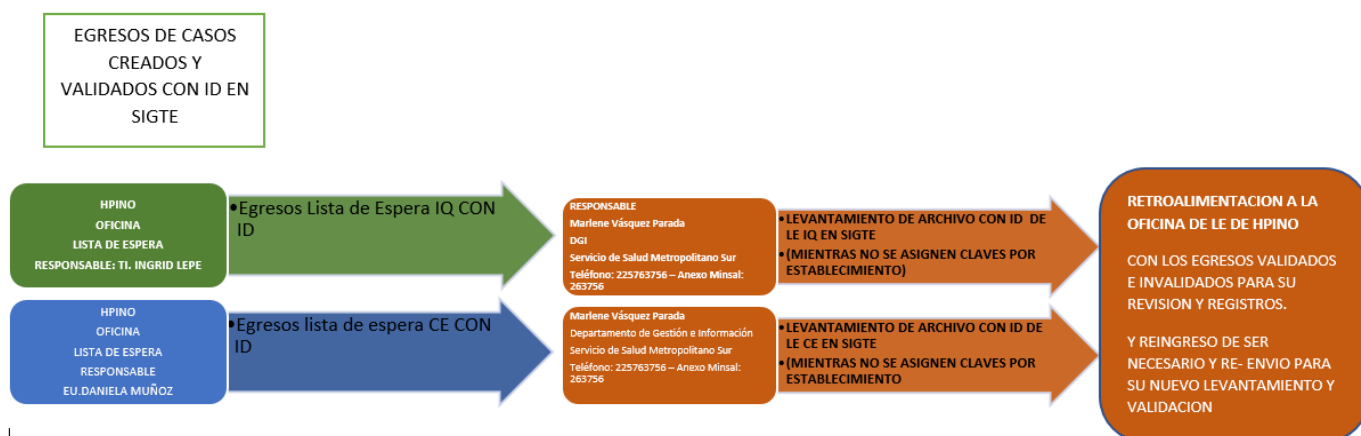 EGRESOS DE CASOS
CREADOS Y
VALIDADOS CON ID EN
SIGTE
HPINO
OFICINA
LISTA DE ESPERA
RESPONSABLE: TI. INGRID LEPE
•Egresos Lista de Espera IQ CON
ID
RESPONSABLE
Marlene Vásquez Parada
DGI
Servicio de Salud Metropolitano Sur
Teléfono: 225763756 – Anexo Minsal:
263756
•LEVANTAMIENTO DE ARCHIVO CON ID DE
LE IQ EN SIGTE
•(MIENTRAS NO SE ASIGNEN CLAVES POR
ESTABLECIMIENTO)
HPINO
OFICINA
LISTA DE ESPERA
RESPONSABLE
EU.DANIELA MUÑOZ
•Egresos lista de espera CE CON
ID
Marlene Vásquez Parada
Departamento de Gestión e Información
Servicio de Salud Metropolitano Sur
Teléfono: 225763756 – Anexo Minsal:
263756
•LEVANTAMIENTO DE ARCHIVO CON ID DE
LE CE EN SIGTE
•(MIENTRAS NO SE ASIGNEN CLAVES POR
ESTABLECIMIENTO
RETROALIMENTACION A LA
OFICINA DE LE DE HPINO
CON LOS EGRESOS VALIDADOS
E INVALIDADOS PARA SU
REVISION Y REGISTROS.
Y REINGRESO DE SER
NECESARIO Y RE- ENVIO PARA
SU NUEVO LEVANTAMIENTO Y
VALIDACION